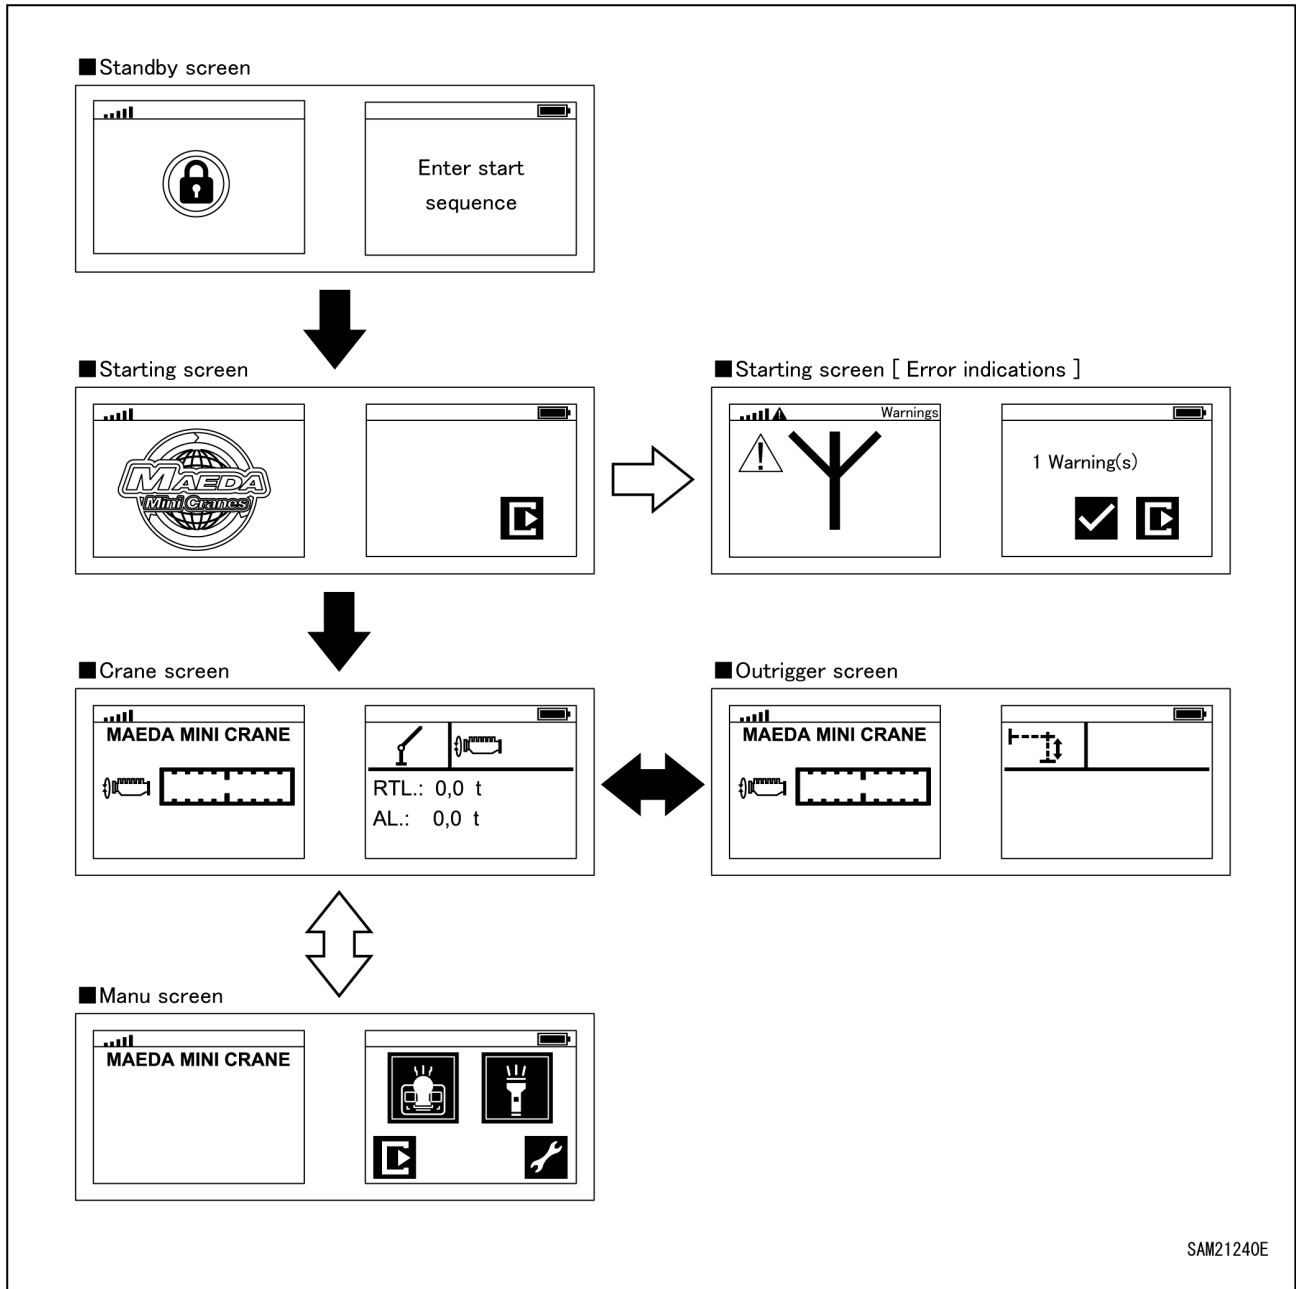 ■Standby screen
Enter start
sequence
■Starting screen
MAEDA
Mini Cranes
■Starting screen [ Error indications ]
Warnings
1 Warning(s)
■Crane screen
MAEDA MINI CRANE
RTL.: 0,0 t
AL.: 0,0 t
■Outrigger screen
MAEDA MINI CRANE
■Manu screen
MAEDA MINI CRANE
SAM21240E